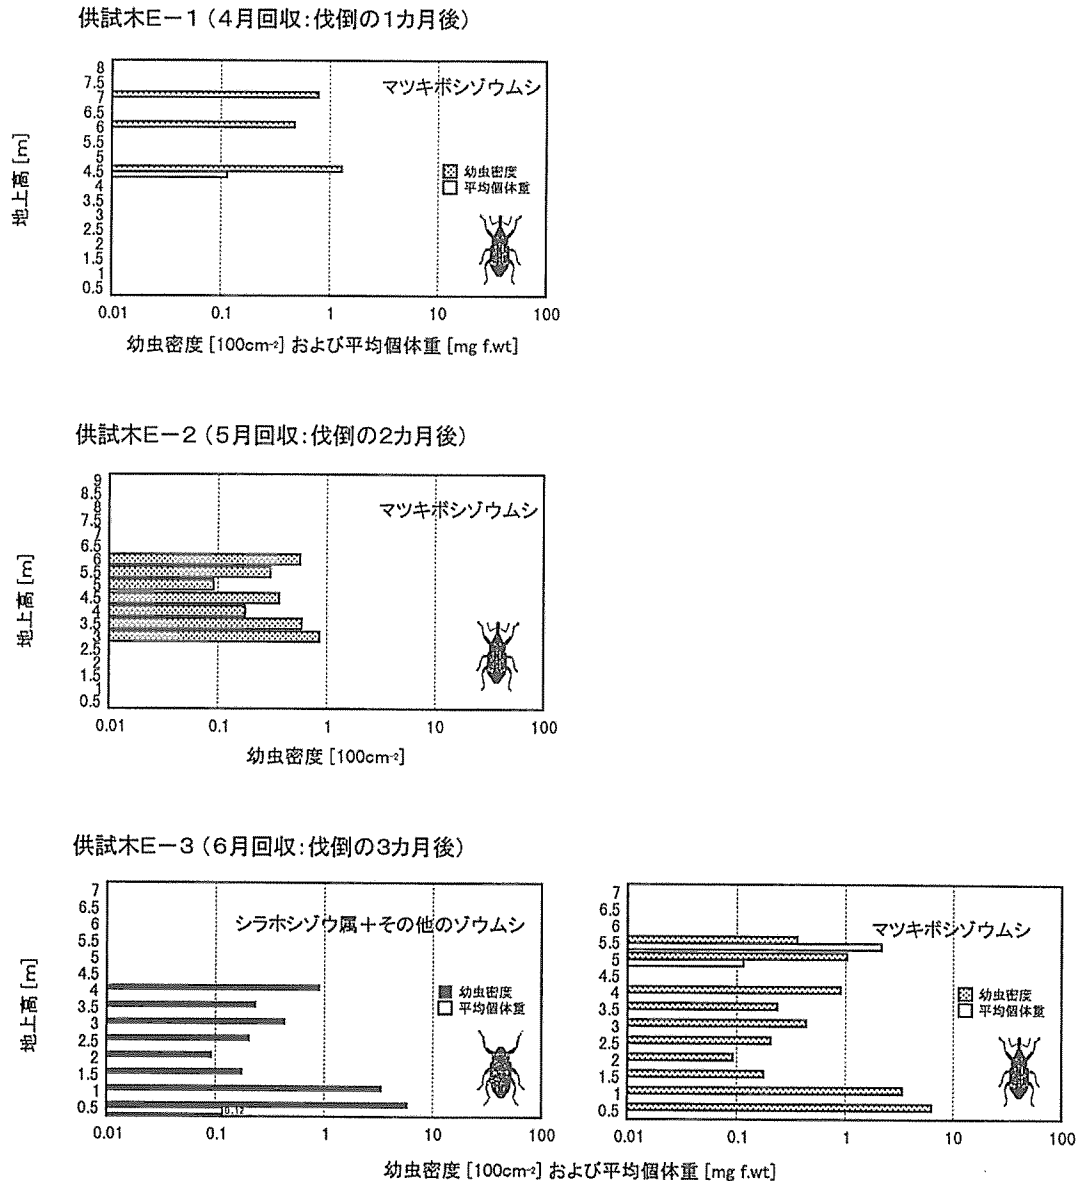 供試木E－1（4月回収：伐倒の1カ月後）
マツキボシゾウムシ
8
7.5
7
6.5
6
5.5
5
4.5
4
3.5
3
2.5
2
1.5
1
0.5
地上高 [m]
幼虫密度
平均個体重
0.01 0.1 1 10 100
幼虫密度 [100cm⁻²] および平均個体重 [mg f.wt]
供試木E－2（5月回収：伐倒の2カ月後）
マツキボシゾウムシ
9
8.5
8
7.5
7
6.5
6
5.5
5
4.5
4
3.5
3
2.5
2
1.5
1
0.5
地上高 [m]
0.01 0.1 1 10 100
幼虫密度 [100cm⁻²]
供試木E－3（6月回収：伐倒の3カ月後）
シラホシゾウ属＋その他のゾウムシ
7
6.5
6
5.5
5
4.5
4
3.5
3
2.5
2
1.5
1
0.5
地上高 [m]
幼虫密度
平均個体重
0.12
0.01 0.1 1 10 100
マツキボシゾウムシ
7
6.5
6
5.5
5
4.5
4
3.5
3
2.5
2
1.5
1
0.5
幼虫密度
平均個体重
0.01 0.1 1 10 100
幼虫密度 [100cm⁻²] および平均個体重 [mg f.wt]